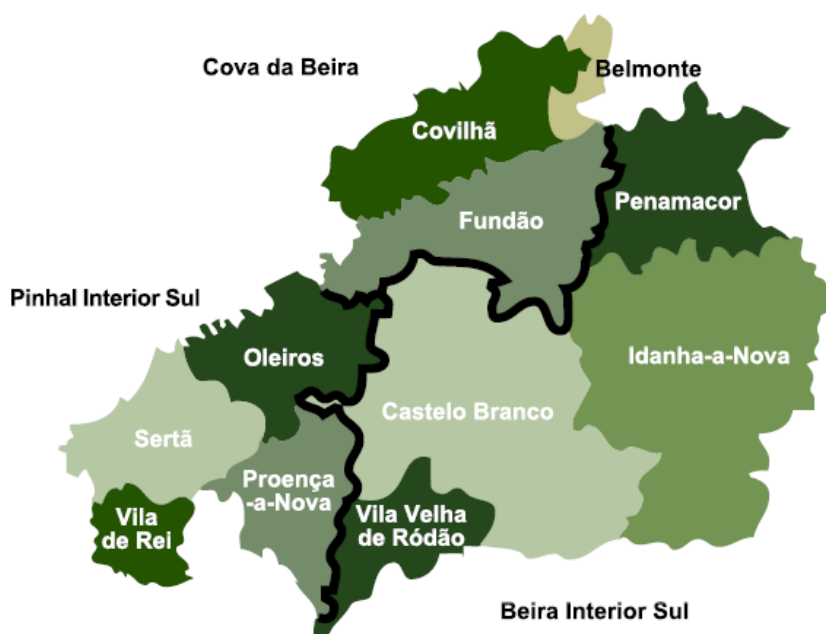 Cova da Beira
Belmonte
Covilhã
Penamacor
Fundão
Pinhal Interior Sul
Oleiros
Idanha-a-Nova
Castelo Branco
Sertã
Proença
-a-Nova
Vila
de Rei
Vila Velha
de Ródão
Beira Interior Sul